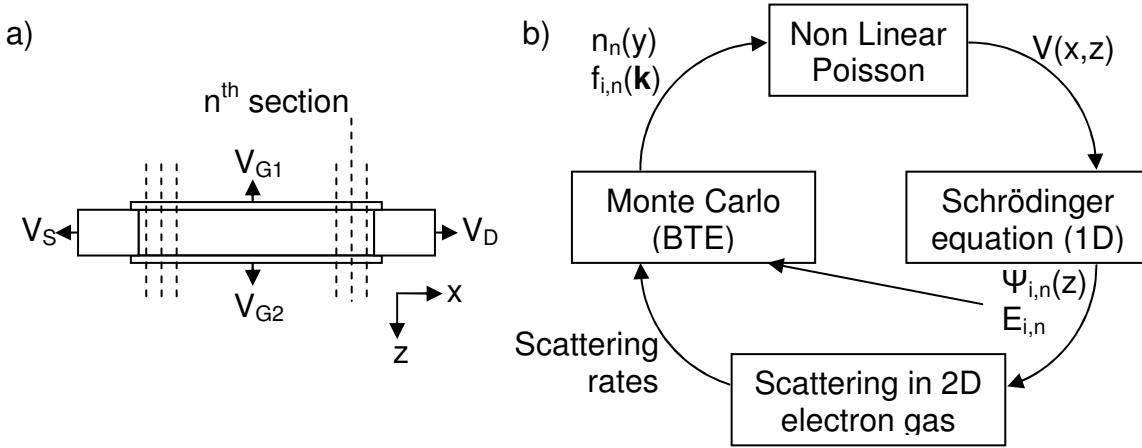 a)
n^th section
V_G1
V_S
V_D
V_G2
x
z
b)
n_n(y)
f_i,n(k)
Non Linear
Poisson
V(x,z)
Monte Carlo
(BTE)
Schrödinger
equation (1D)
Ψ_i,n(z)
E_i,n
Scattering
rates
Scattering in 2D
electron gas